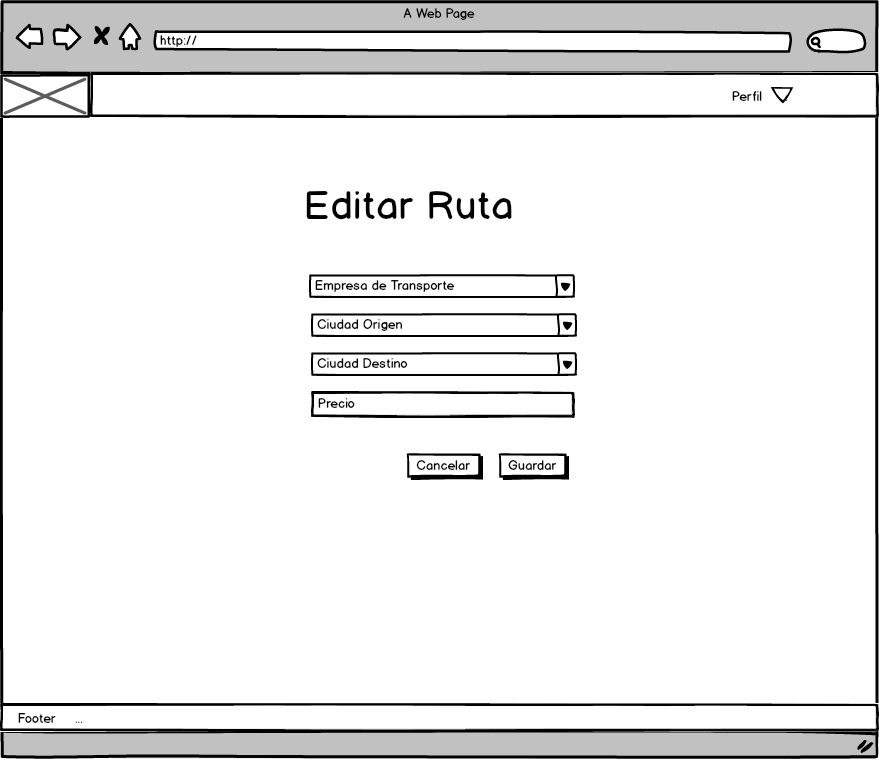 A Web Page
http://
Perfil
Editar Ruta
Empresa de Transporte
Ciudad Origen
Ciudad Destino
Precio
Cancelar Guardar
Footer ...